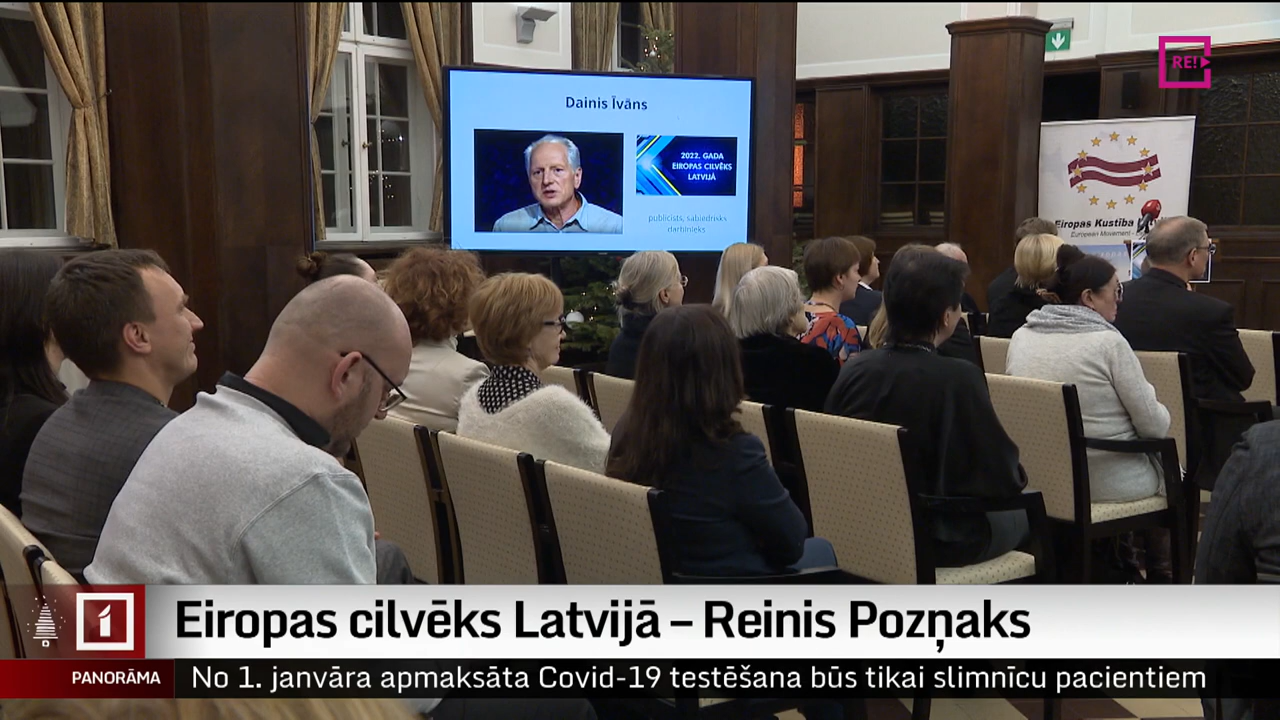 RE!
Dainis Īvāns
2022. GADA
EIROPAS CILVĒKS
LATVIJĀ
publicists, sabiedrisks
darbinieks
Eiropas Kustība
European Movement -
1
Eiropas cilvēks Latvijā – Reinis Pozņaks
PANORĀMA
No 1. janvāra apmaksāta Covid-19 testēšana būs tikai slimnīcu pacientiem